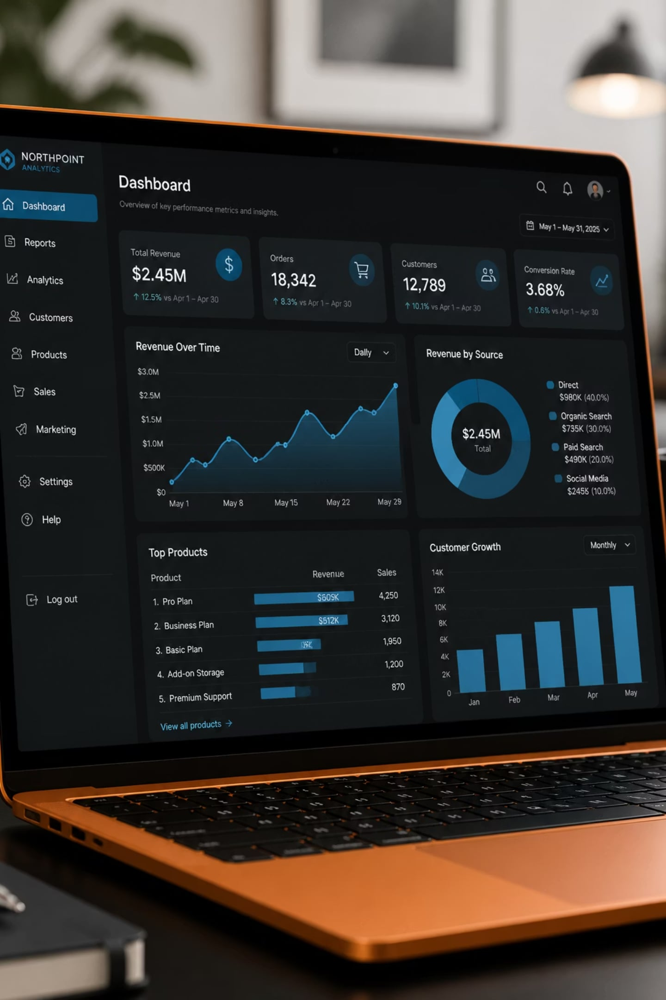 NORTHPOINT
ANALYTICS
Dashboard
Reports
Analytics
Customers
Products
Sales
Marketing
Settings
Help
Log out
Dashboard
Overview of key performance metrics and insights.
May 1 – May 31, 2025
Total Revenue
$2.45M
↑ 12.5% vs Apr 1 – Apr 30
Orders
18,342
↑ 8.3% vs Apr 1 – Apr 30
Customers
12,789
↑ 10.1% vs Apr 1 – Apr 30
Conversion Rate
3.68%
↑ 0.6% vs Apr 1 – Apr 30
Revenue Over Time
Daily
$3.0M
$2.5M
$1.5M
$1.0M
$500K
$0
May 1 May 8 May 15 May 22 May 29
Revenue by Source
$2.45M
Total
Direct
$980K (40.0%)
Organic Search
$735K (30.0%)
Paid Search
$490K (20.0%)
Social Media
(10.0%)
Top Products
Product Revenue Sales
1. Pro Plan 4,250
2. Business Plan $512K 3,120
3. Basic Plan 1,950
4. Add-on Storage 1,200
5. Premium Support 870
View all products →
Customer Growth
Monthly
14K
12K
10K
8K
6K
4K
2K
0
Jan Feb Mar Apr May